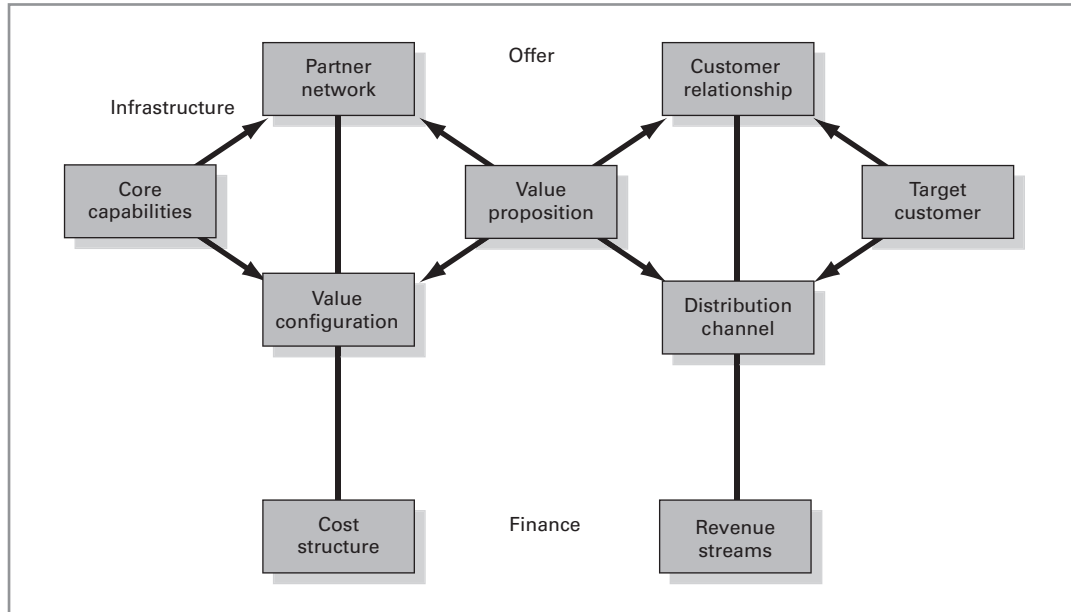 Partner
network
Offer
Customer
relationship
Infrastructure
Core
capabilities
Value
proposition
Target
customer
Value
configuration
Distribution
channel
Cost
structure
Finance
Revenue
streams